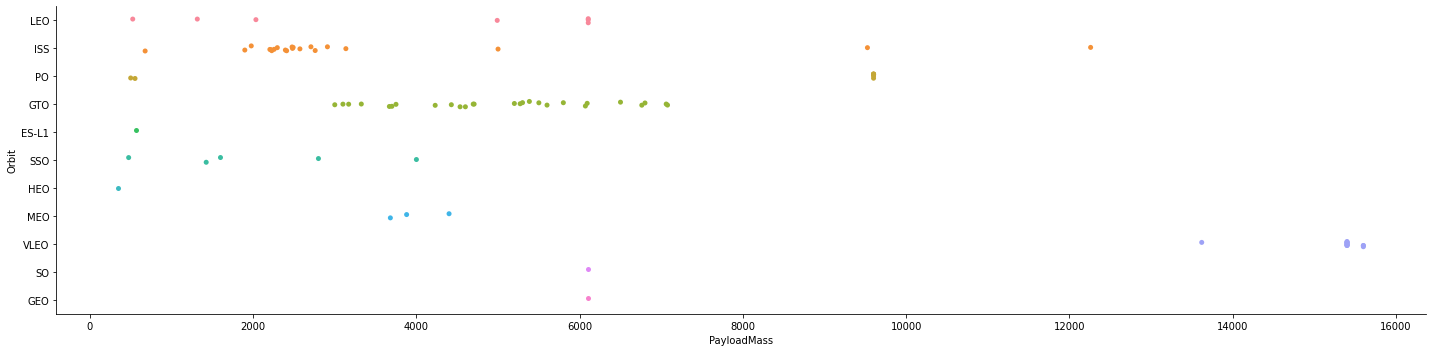 LEO
ISS
PO
GTO
ES-L1
SSO
HEO
MEO
VLEO
SO
GEO
Orbit
0 2000 4000 6000 8000 10000 12000 14000 16000
PayloadMass